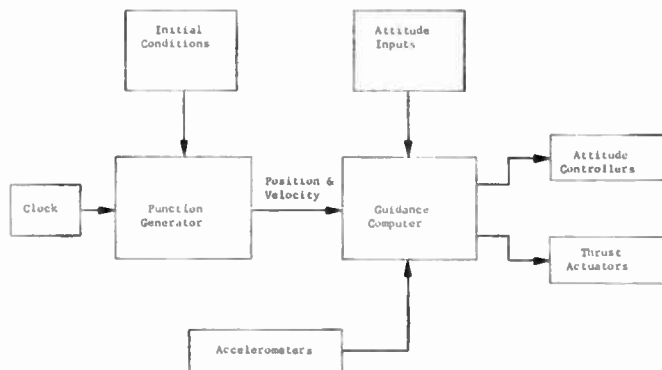 Initial
Conditions
Attitude
Inputs
Attitude
Controllers
Position &
Velocity
Clock
Function
Generator
Guidance
Computer
Thrust
Actuators
Accelerometers